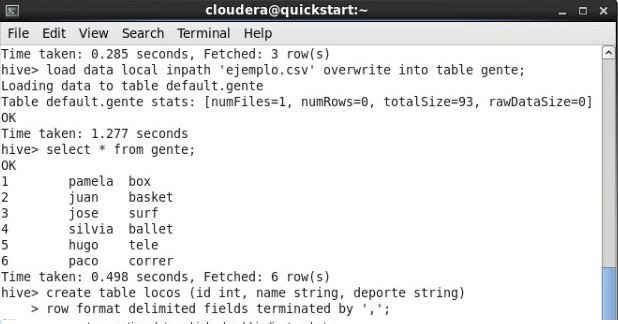 cloudera@quickstart:~
File Edit View Search Terminal Help
Time taken: 0.285 seconds, Fetched: 3 row(s)
hive> load data local inpath 'ejemplo.csv' overwrite into table gente;
Loading data to table default.gente
Table default.gente stats: [numFiles=1, numRows=0, totalSize=93, rawDataSize=0]
OK
Time taken: 1.277 seconds
hive> select * from gente;
OK
1 pamela box
2 juan basket
3 jose surf
4 silvia ballet
5 hugo tele
6 paco correr
Time taken: 0.498 seconds, Fetched: 6 row(s)
hive> create table locos (id int, name string, deporte string)
> row format delimited fields terminated by ',';